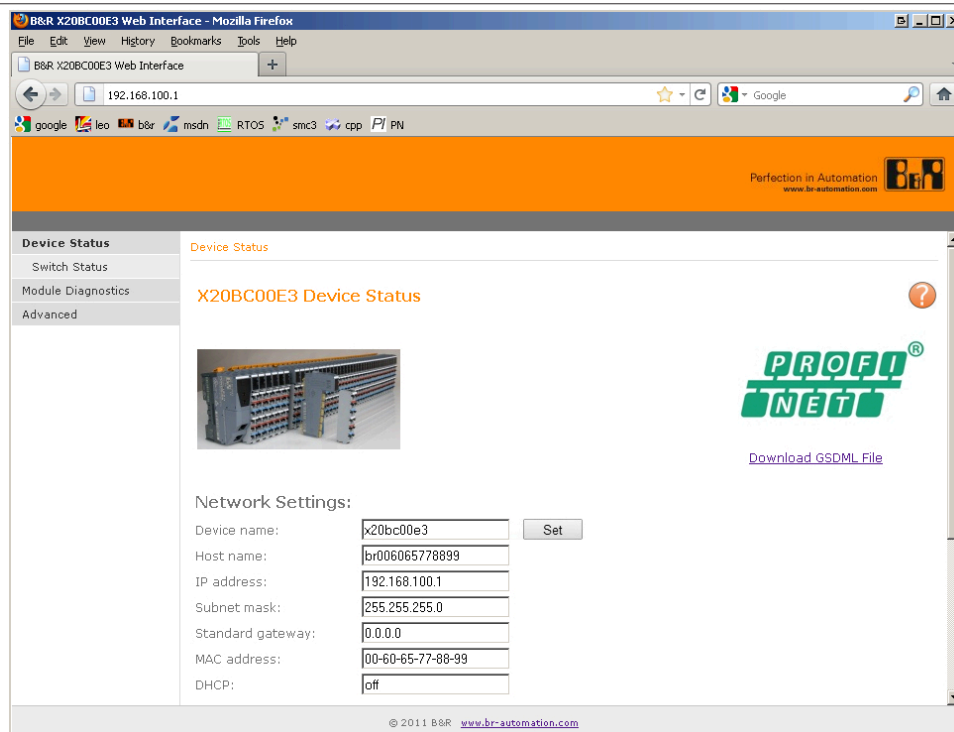 B&R X20BC00E3 Web Interface - Mozilla Firefox
File Edit View History Bookmarks Tools Help
B&R X20BC00E3 Web Interface +
192.168.100.1 Google
google leo b&r msdn RTOS smc3 cpp PI PN
Perfection in Automation
www.br-automation.com
B&R
Device Status
Switch Status
Module Diagnostics
Advanced
Device Status
X20BC00E3 Device Status
?
PROFI®
NET
Download GSDML File
Network Settings:
Device name: x20bc00e3 Set
Host name: br006065778899
IP address: 192.168.100.1
Subnet mask: 255.255.255.0
Standard gateway: 0.0.0.0
MAC address: 00-60-65-77-88-99
DHCP: off
© 2011 B&R www.br-automation.com